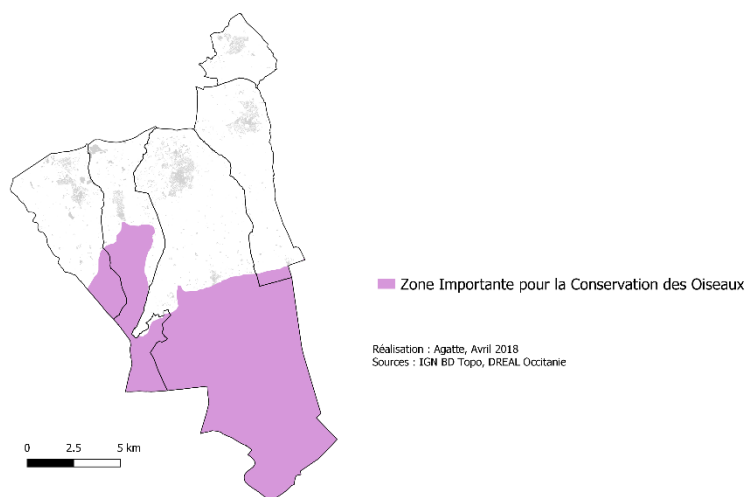 Zone Importante pour la Conservation des Oiseaux
Réalisation : Agatte, Avril 2018
Sources : IGN BD Topo, DREAL Occitanie
0 2.5 5 km